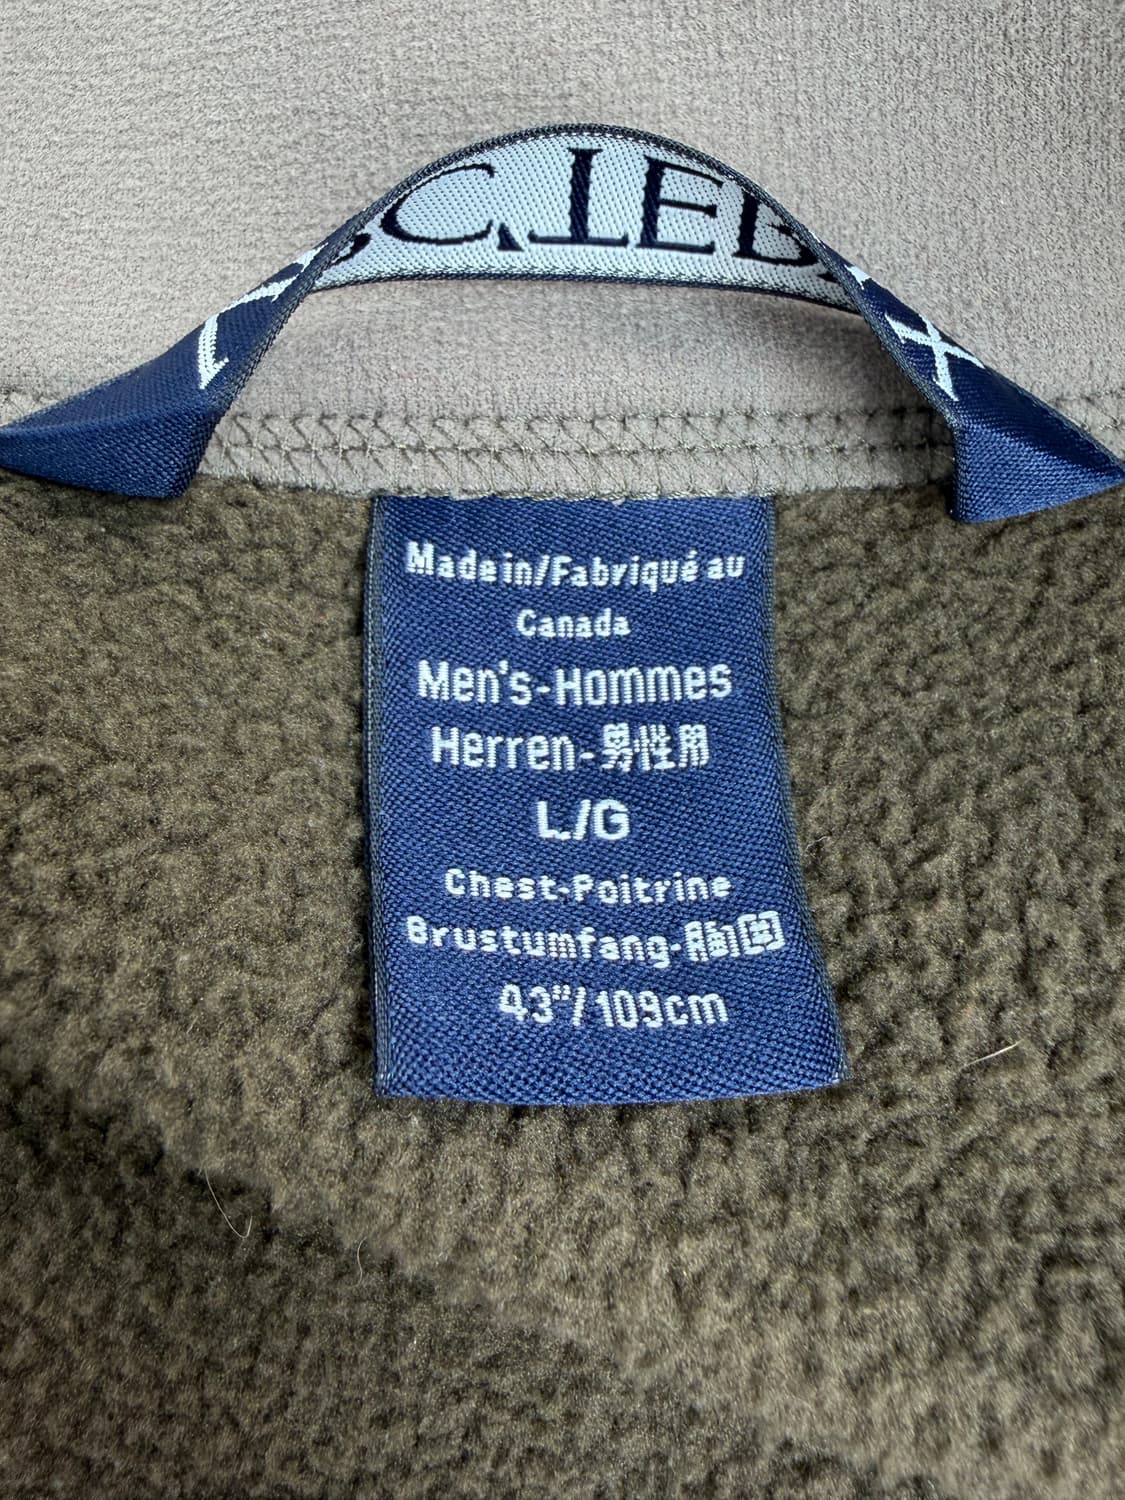 Made in/Fabriqué au
Canada
Men's-Hommes
Herren-男性用
L/G
Chest-Poitrine
Brustumfang-胸囲
43"/109cm